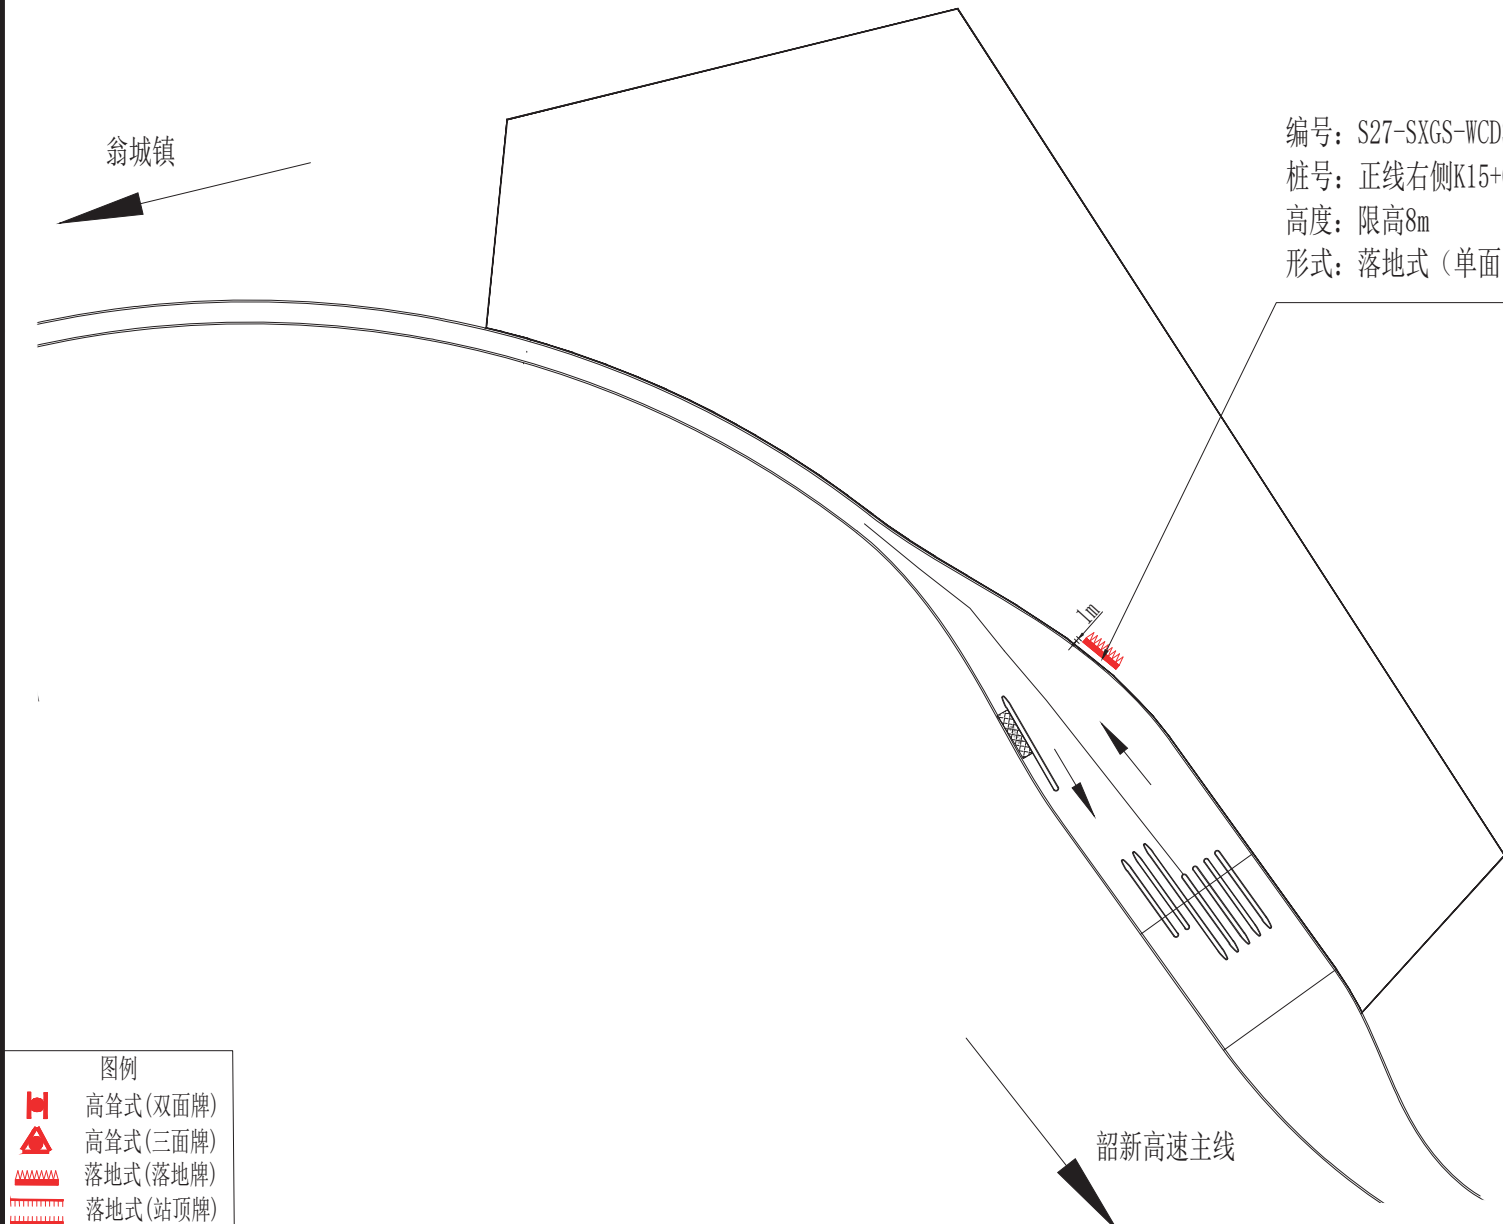 翁城镇
编号：S27-SXGS-WCD
桩号：正线右侧K15+
高度：限高8m
形式：落地式（单面
1m
图例
高耸式(双面牌)
高耸式(三面牌)
落地式(落地牌)
落地式(站顶牌)
韶新高速主线